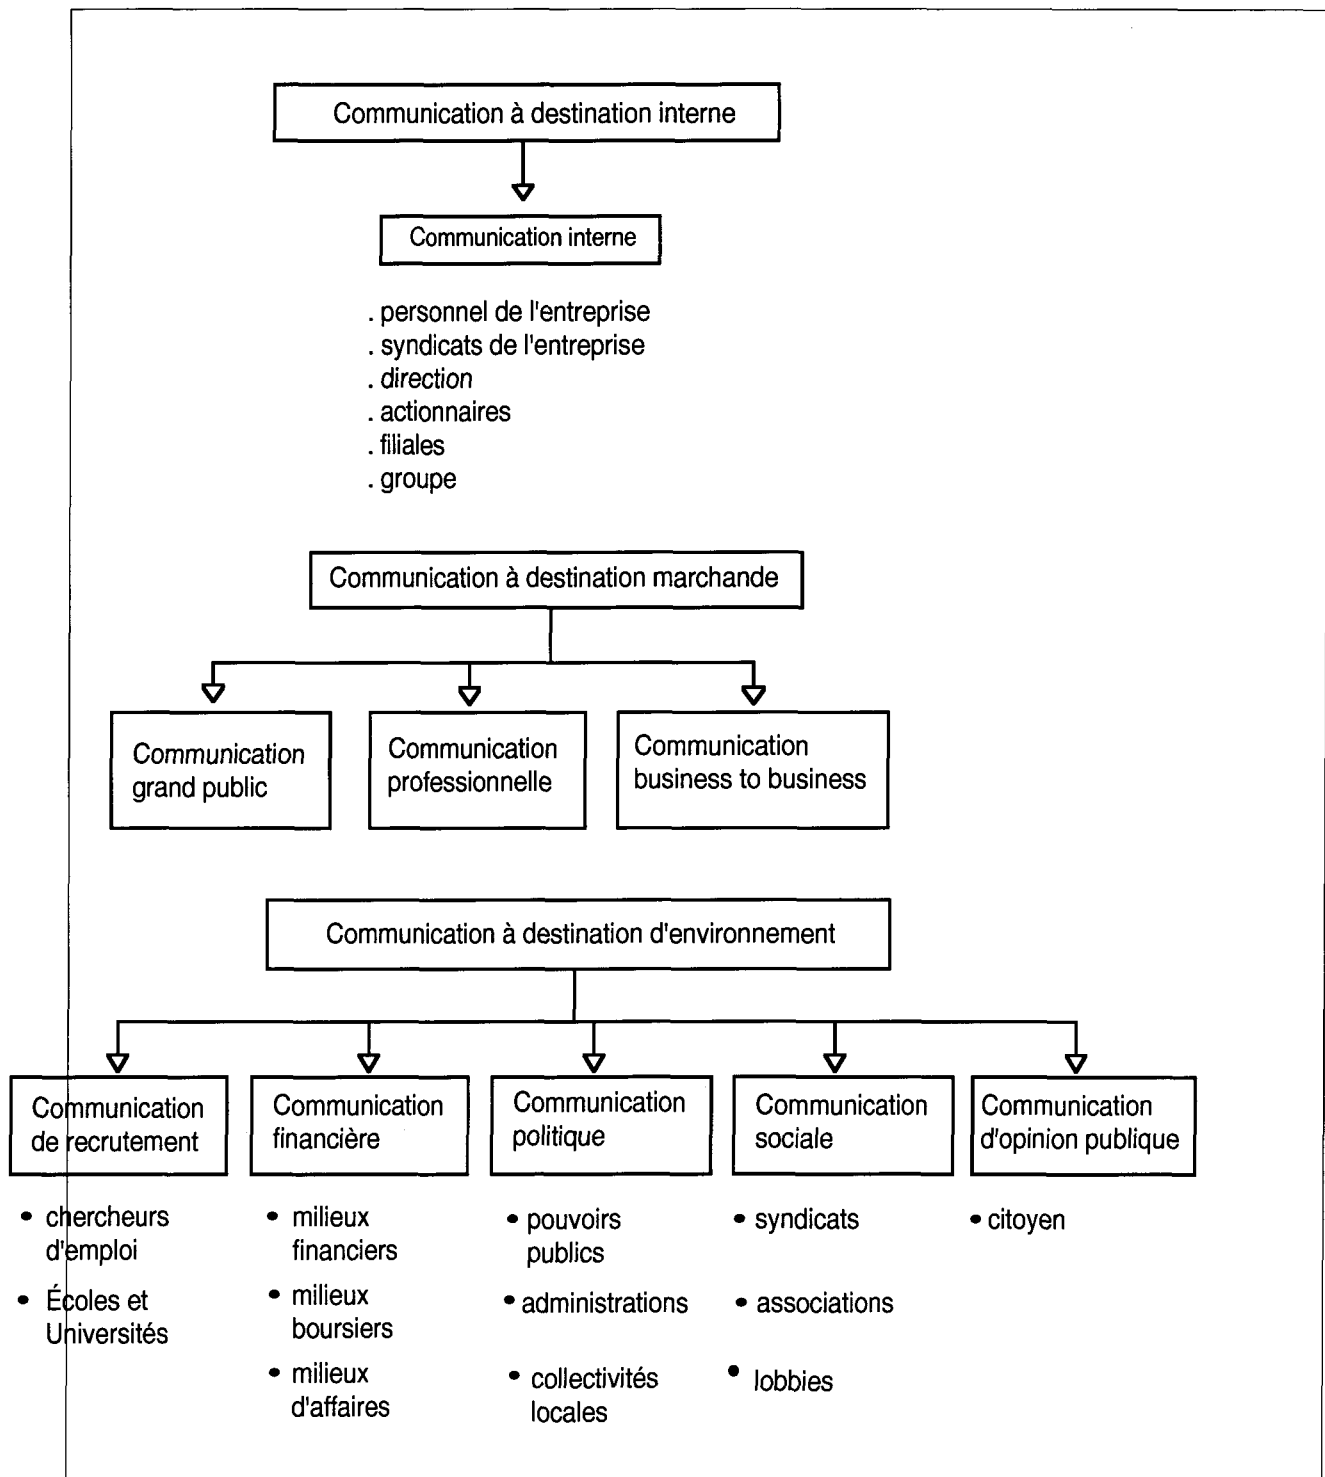 Communication à destination interne
Communication interne
. personnel de l'entreprise
. syndicats de l'entreprise
. direction
. actionnaires
. filiales
. groupe
Communication à destination marchande
Communication
grand public
Communication
professionnelle
Communication
business to business
Communication à destination d'environnement
Communication
de recrutement
Communication
financière
Communication
politique
Communication
sociale
Communication
d'opinion publique
• chercheurs
d'emploi
• Écoles et
Universités
• milieux
financiers
• milieux
boursiers
• milieux
d'affaires
• pouvoirs
publics
• administrations
• collectivités
locales
• syndicats
• associations
• lobbies
• citoyen